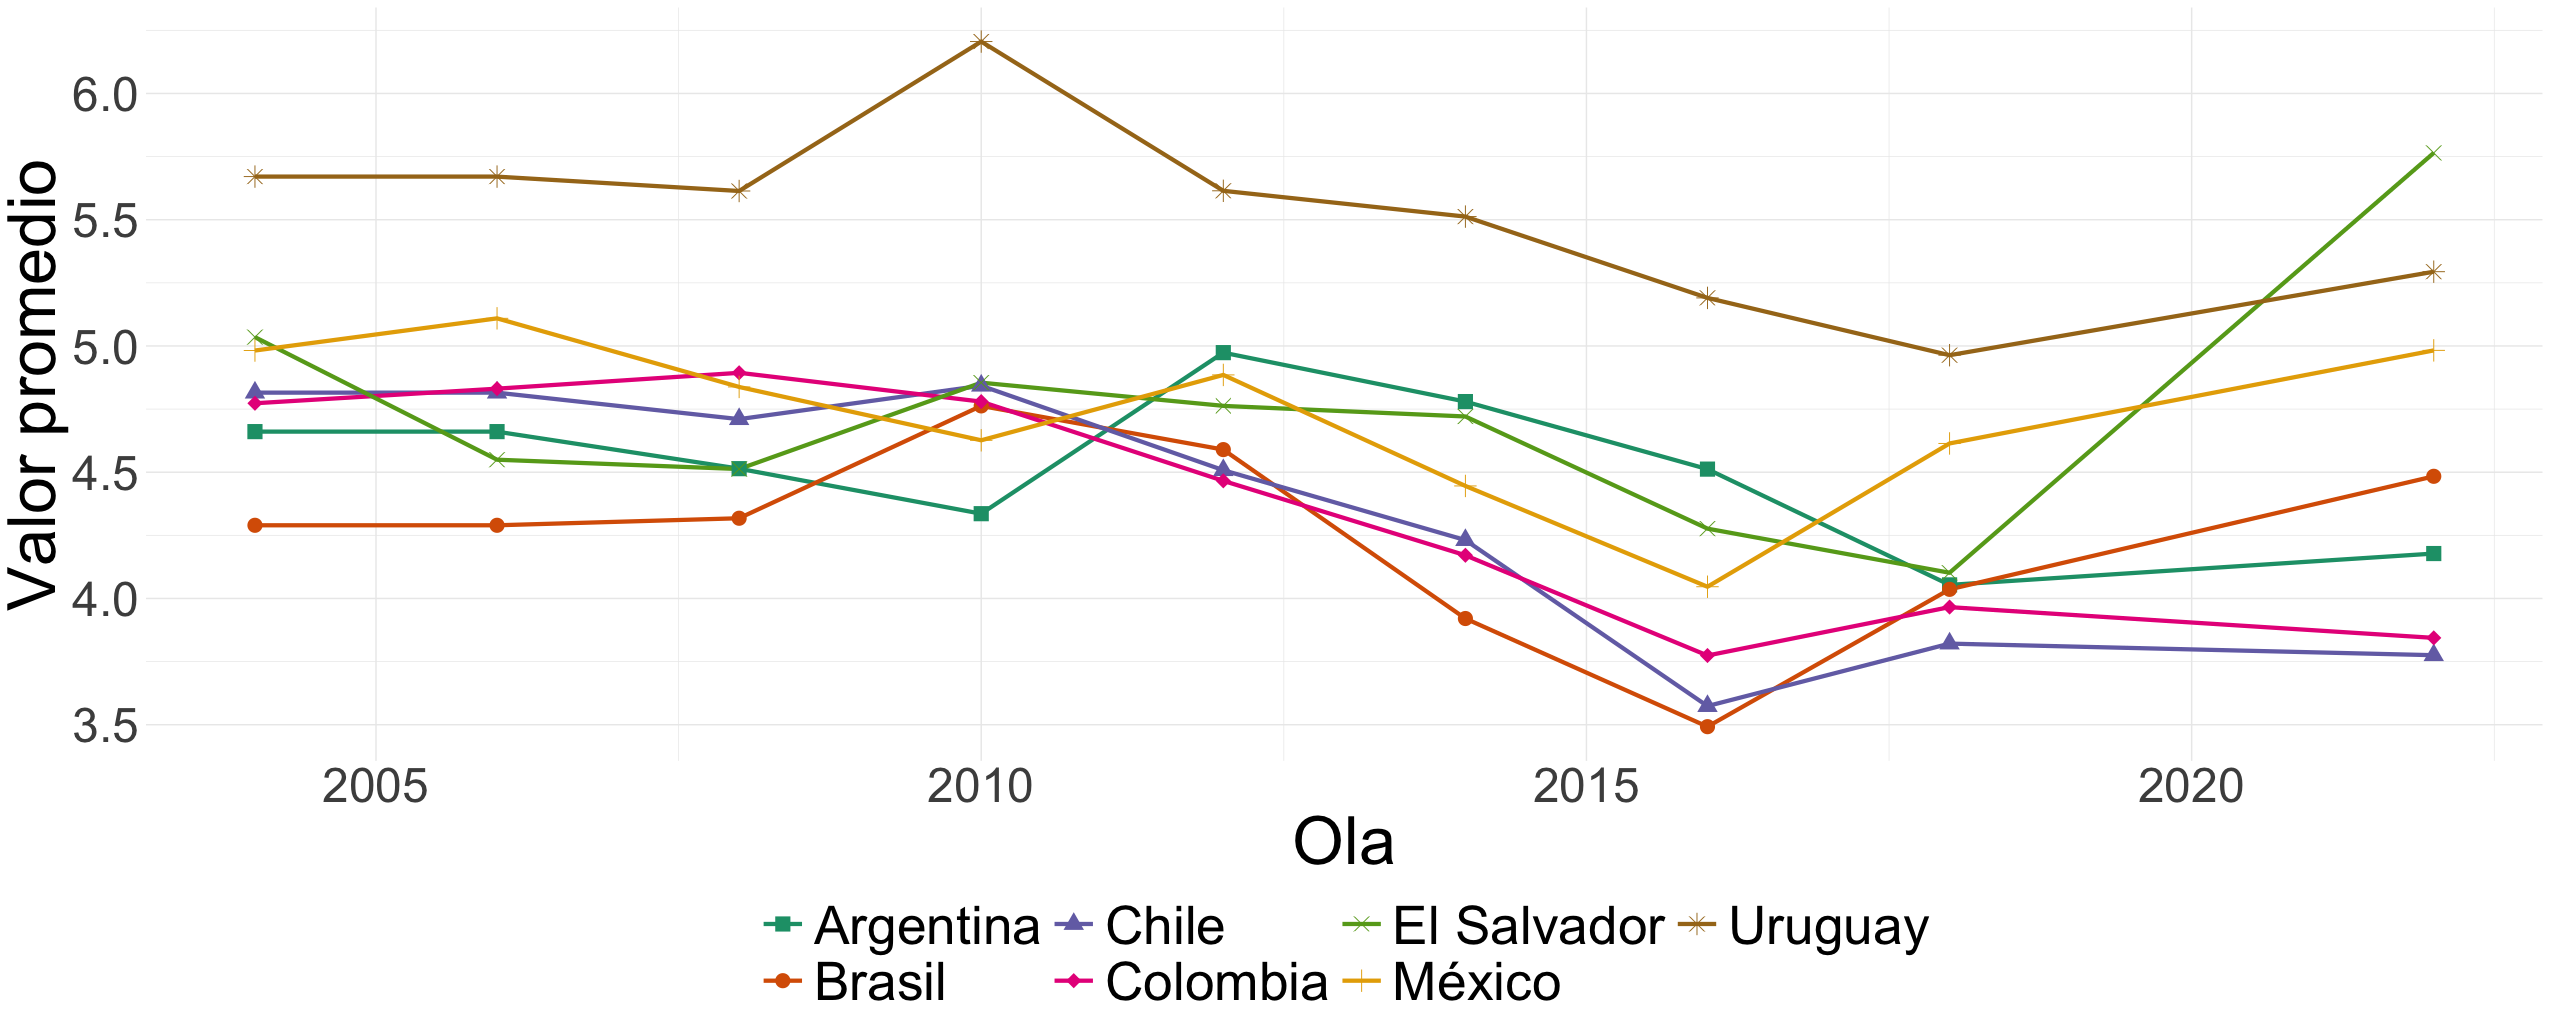 Valor promedio
6.0
5.5
5.0
4.5
4.0
3.5
2005 2010 2015 2020
Ola
Argentina Chile El Salvador Uruguay
Brasil Colombia México